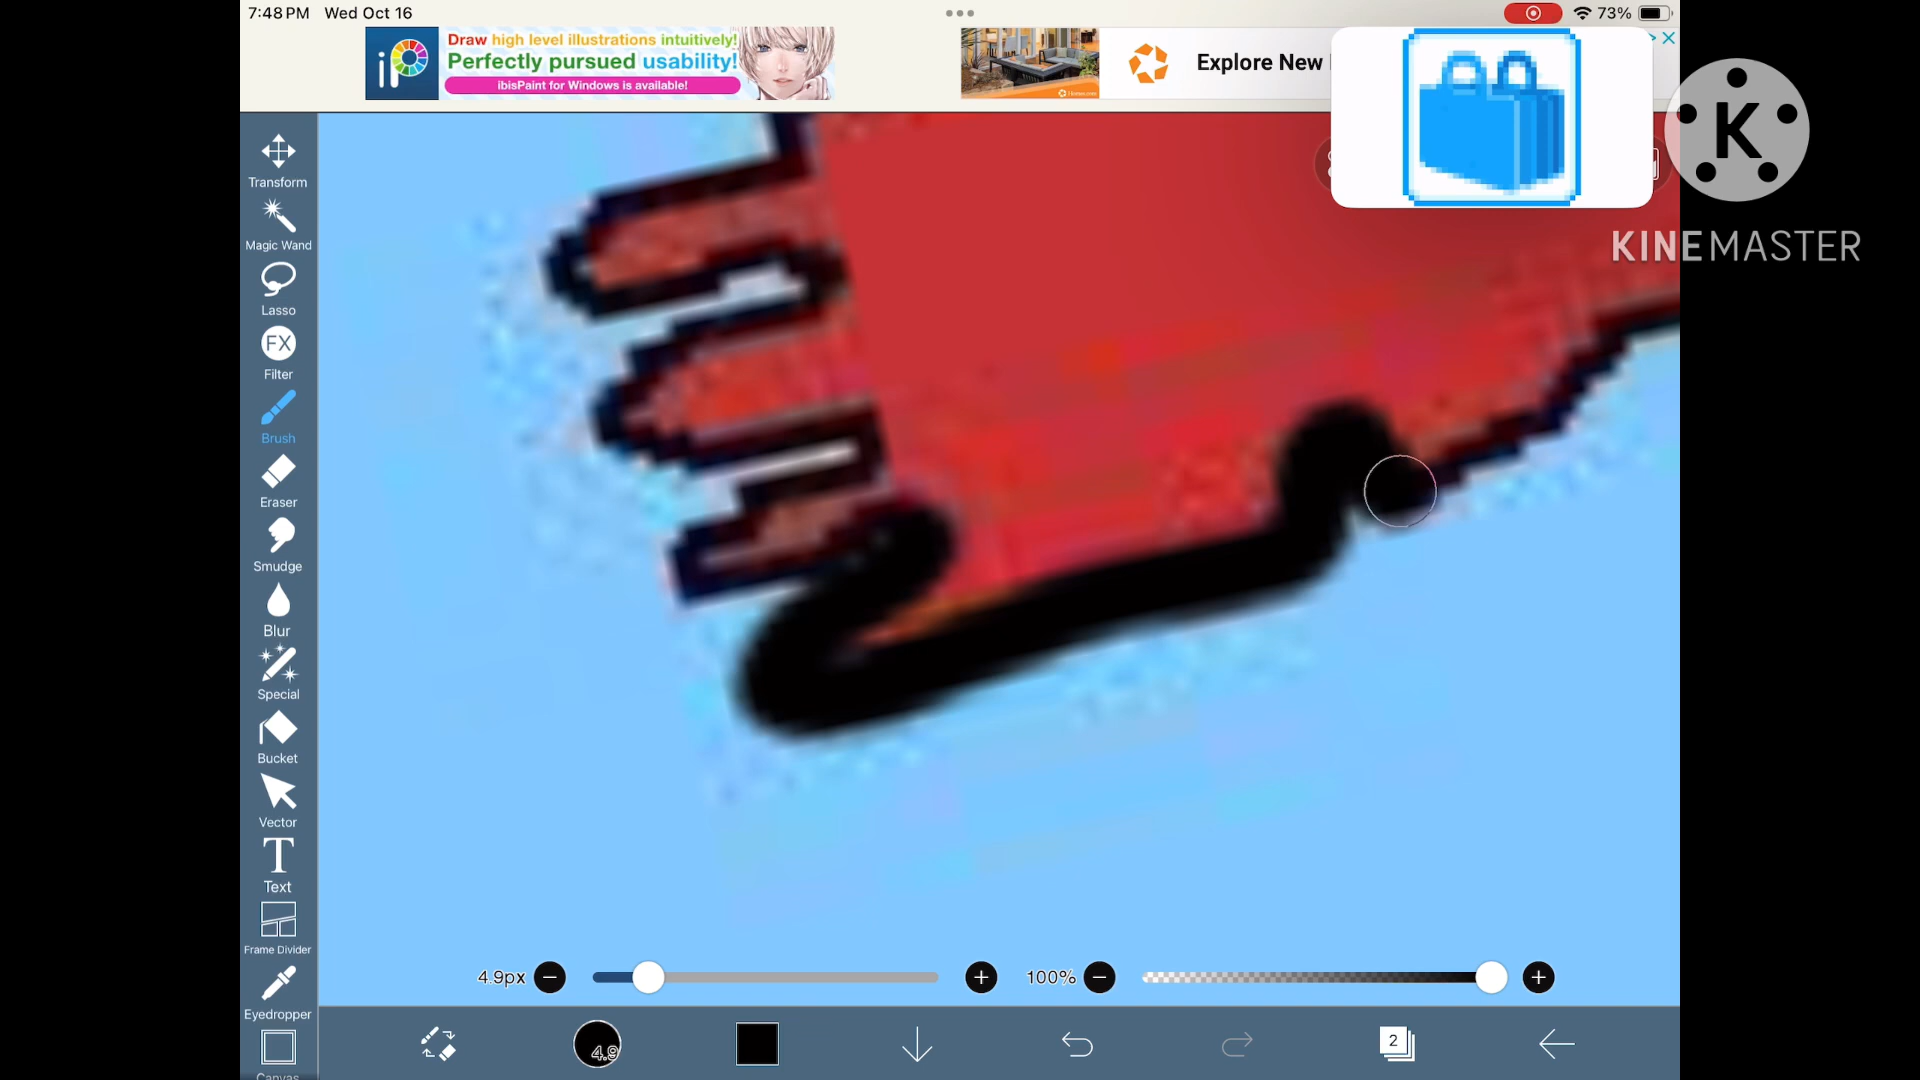 7:48 PM Wed Oct 16
73%
iP
Draw high level illustrations intuitively!
Perfectly pursued usability!
ibisPaint for Windows is available!
Explore New
K
KINEMASTER
Transform
Magic Wand
Lasso
FX
Filter
Brush
Eraser
Smudge
Blur
Special
Bucket
Vector
T
Text
Frame Divider
Eyedropper
Canvas
4.9px
100%
4.9
2